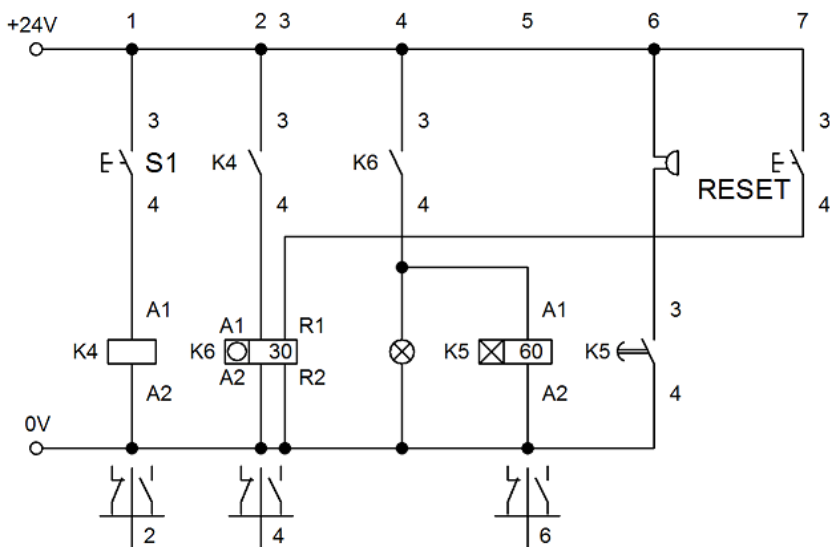 1 2 3 4 5 6 7
+24V
3 3 3 3
S1 K4 K6 RESET
4 4 4 4
A1 A1 R1 A1 3
K4 K6 30 K5 60 K5
A2 A2 R2 A2 4
0V
2 4 6